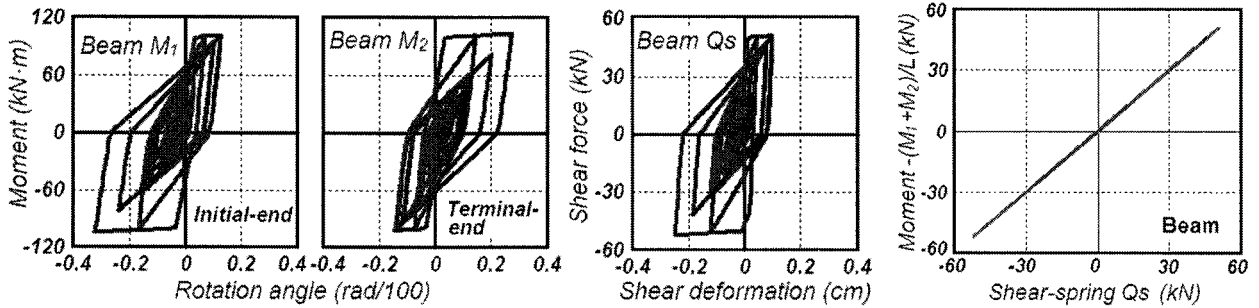 120
60
0
-60
-120
Moment (kN·m)
Beam M1
Initial-end
-0.4 -0.2 0 0.2 0.4
Beam M2
Terminal-
end
-0.4 -0.2 0 0.2 0.4
Rotation angle (rad/100)
60
30
0
-30
-60
Shear force (kN)
Beam Qs
-0.4 -0.2 0 0.2 0.4
Shear deformation (cm)
60
30
0
-30
-60
Moment -(M1+M2)/L(kN)
Beam
-60 -30 0 30 60
Shear-spring Qs (kN)